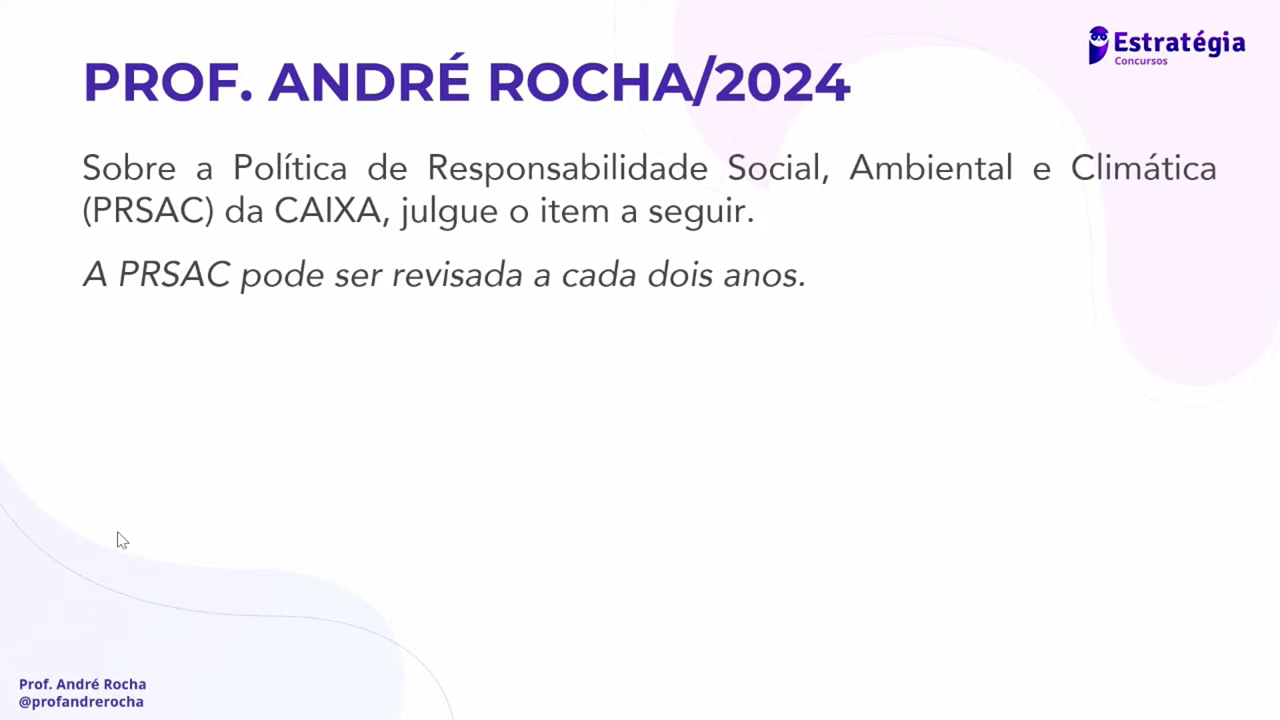 Estratégia
Concursos
PROF. ANDRÉ ROCHA/2024
Sobre a Política de Responsabilidade Social, Ambiental e Climática
(PRSAC) da CAIXA, julgue o item a seguir.
A PRSAC pode ser revisada a cada dois anos.
Prof. André Rocha
@profandrerocha